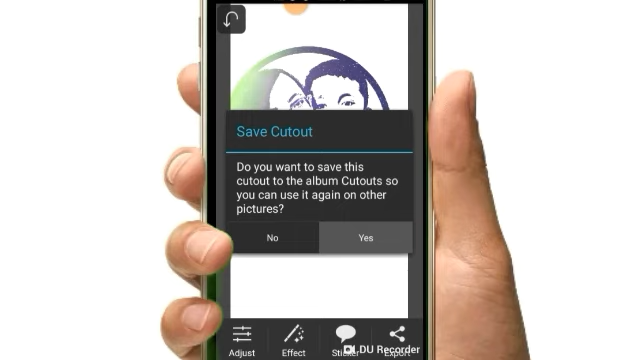 Save Cutout
Do you want to save this
cutout to the album Cutouts so
you can use it again on other
pictures?
No Yes
Adjust Effect Sticker Export
DU Recorder